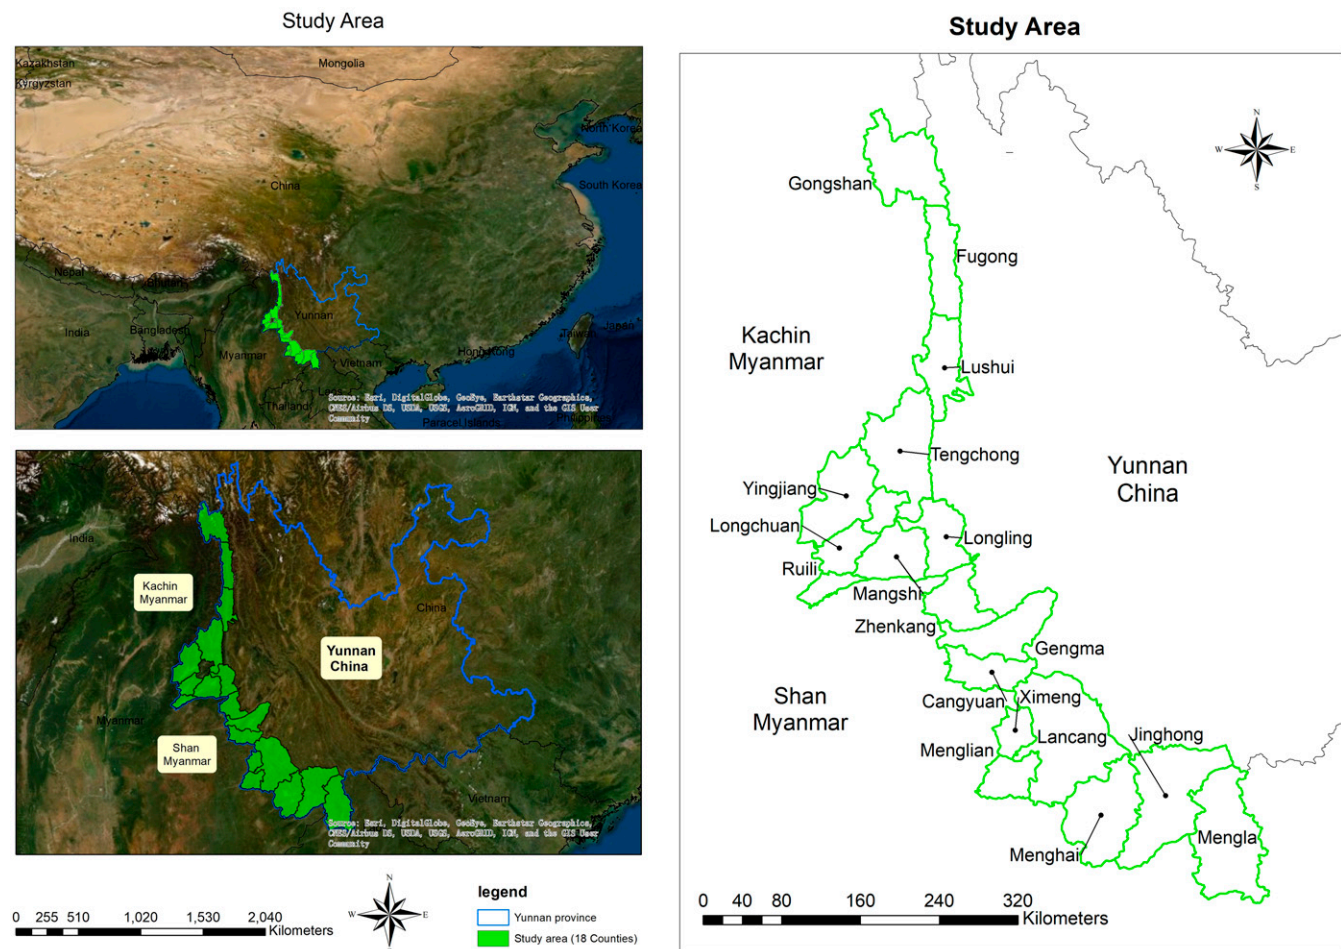 Study Area
Kazakhstan
Kyrgyzstan
Mongolia
North Korea
South Korea
China
Nepal
Bhutan
India
Bangladesh
Myanmar
Yunnan
Vietnam
Hong Kong
Taiwan
Japan
Thailand
Paracel Islands
Philippines
Source: Esri, DigitalGlobe, GeoEye, Earthstar Geographics,
CNES/Airbus DS, USDA, USGS, AeroGRID, IGN, and the GIS User
Community
India
Kachin
Myanmar
China
Yunnan
China
Myanmar
Shan
Myanmar
Vietnam
Source: Esri, DigitalGlobe, GeoEye, Earthstar Geographics,
CNES/Airbus DS, USDA, USGS, AeroGRID, IGN, and the GIS User
Community
0 255 510 1,020 1,530 2,040
Kilometers
N
W E
S
legend
Yunnan province
Study area (18 Counties)
Study Area
N
W E
S
Gongshan
Fugong
Kachin
Myanmar
Lushui
Tengchong
Yunnan
China
Yingjiang
Longchuan
Longling
Ruili
Mangshi
Zhenkang
Gengma
Shan
Myanmar
Cangyuan
Ximeng
Menglian
Lancang
Jinghong
Menghai
Mengla
0 40 80 160 240 320
Kilometers